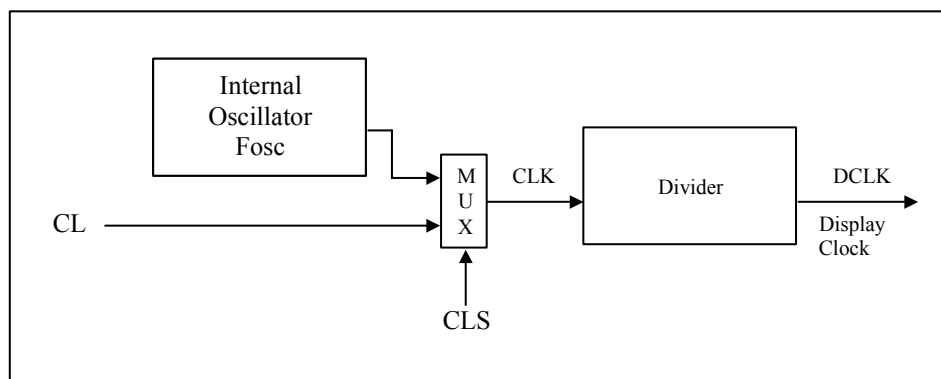 Internal
Oscillator
Fosc
M
U
X
CLK
Divider
DCLK
CL
Display
Clock
CLS